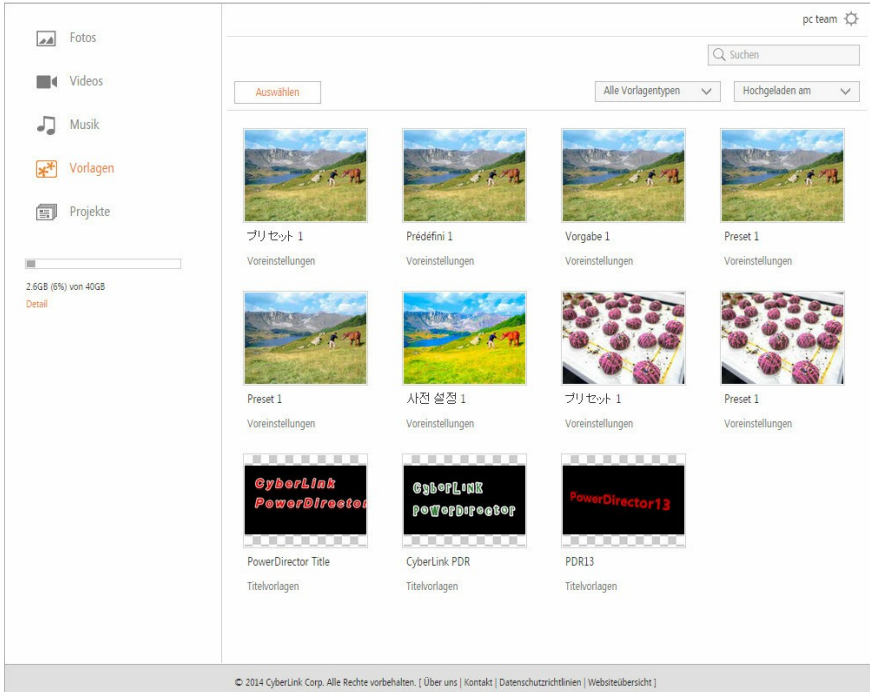 pc team
Fotos
Videos
Musik
Vorlagen
Projekte
2.6GB (6%) von 40GB
Detail
Suchen
Auswählen
Alle Vorlagentypen
Hochgeladen am
プリセット 1
Prédéfini 1
Vorgabe 1
Preset 1
Voreinstellungen
Voreinstellungen
Voreinstellungen
Voreinstellungen
Preset 1
사전 설정 1
プリセット 1
Preset 1
Voreinstellungen
Voreinstellungen
Voreinstellungen
Voreinstellungen
CyberLink
PowerDirector
CyberLink
PowerDirector
PowerDirector13
PowerDirector Title
CyberLink PDR
PDR13
Titelvorlagen
Titelvorlagen
Titelvorlagen
© 2014 CyberLink Corp. Alle Rechte vorbehalten. [ Über uns | Kontakt | Datenschutzrichtlinien | Websiteübersicht ]